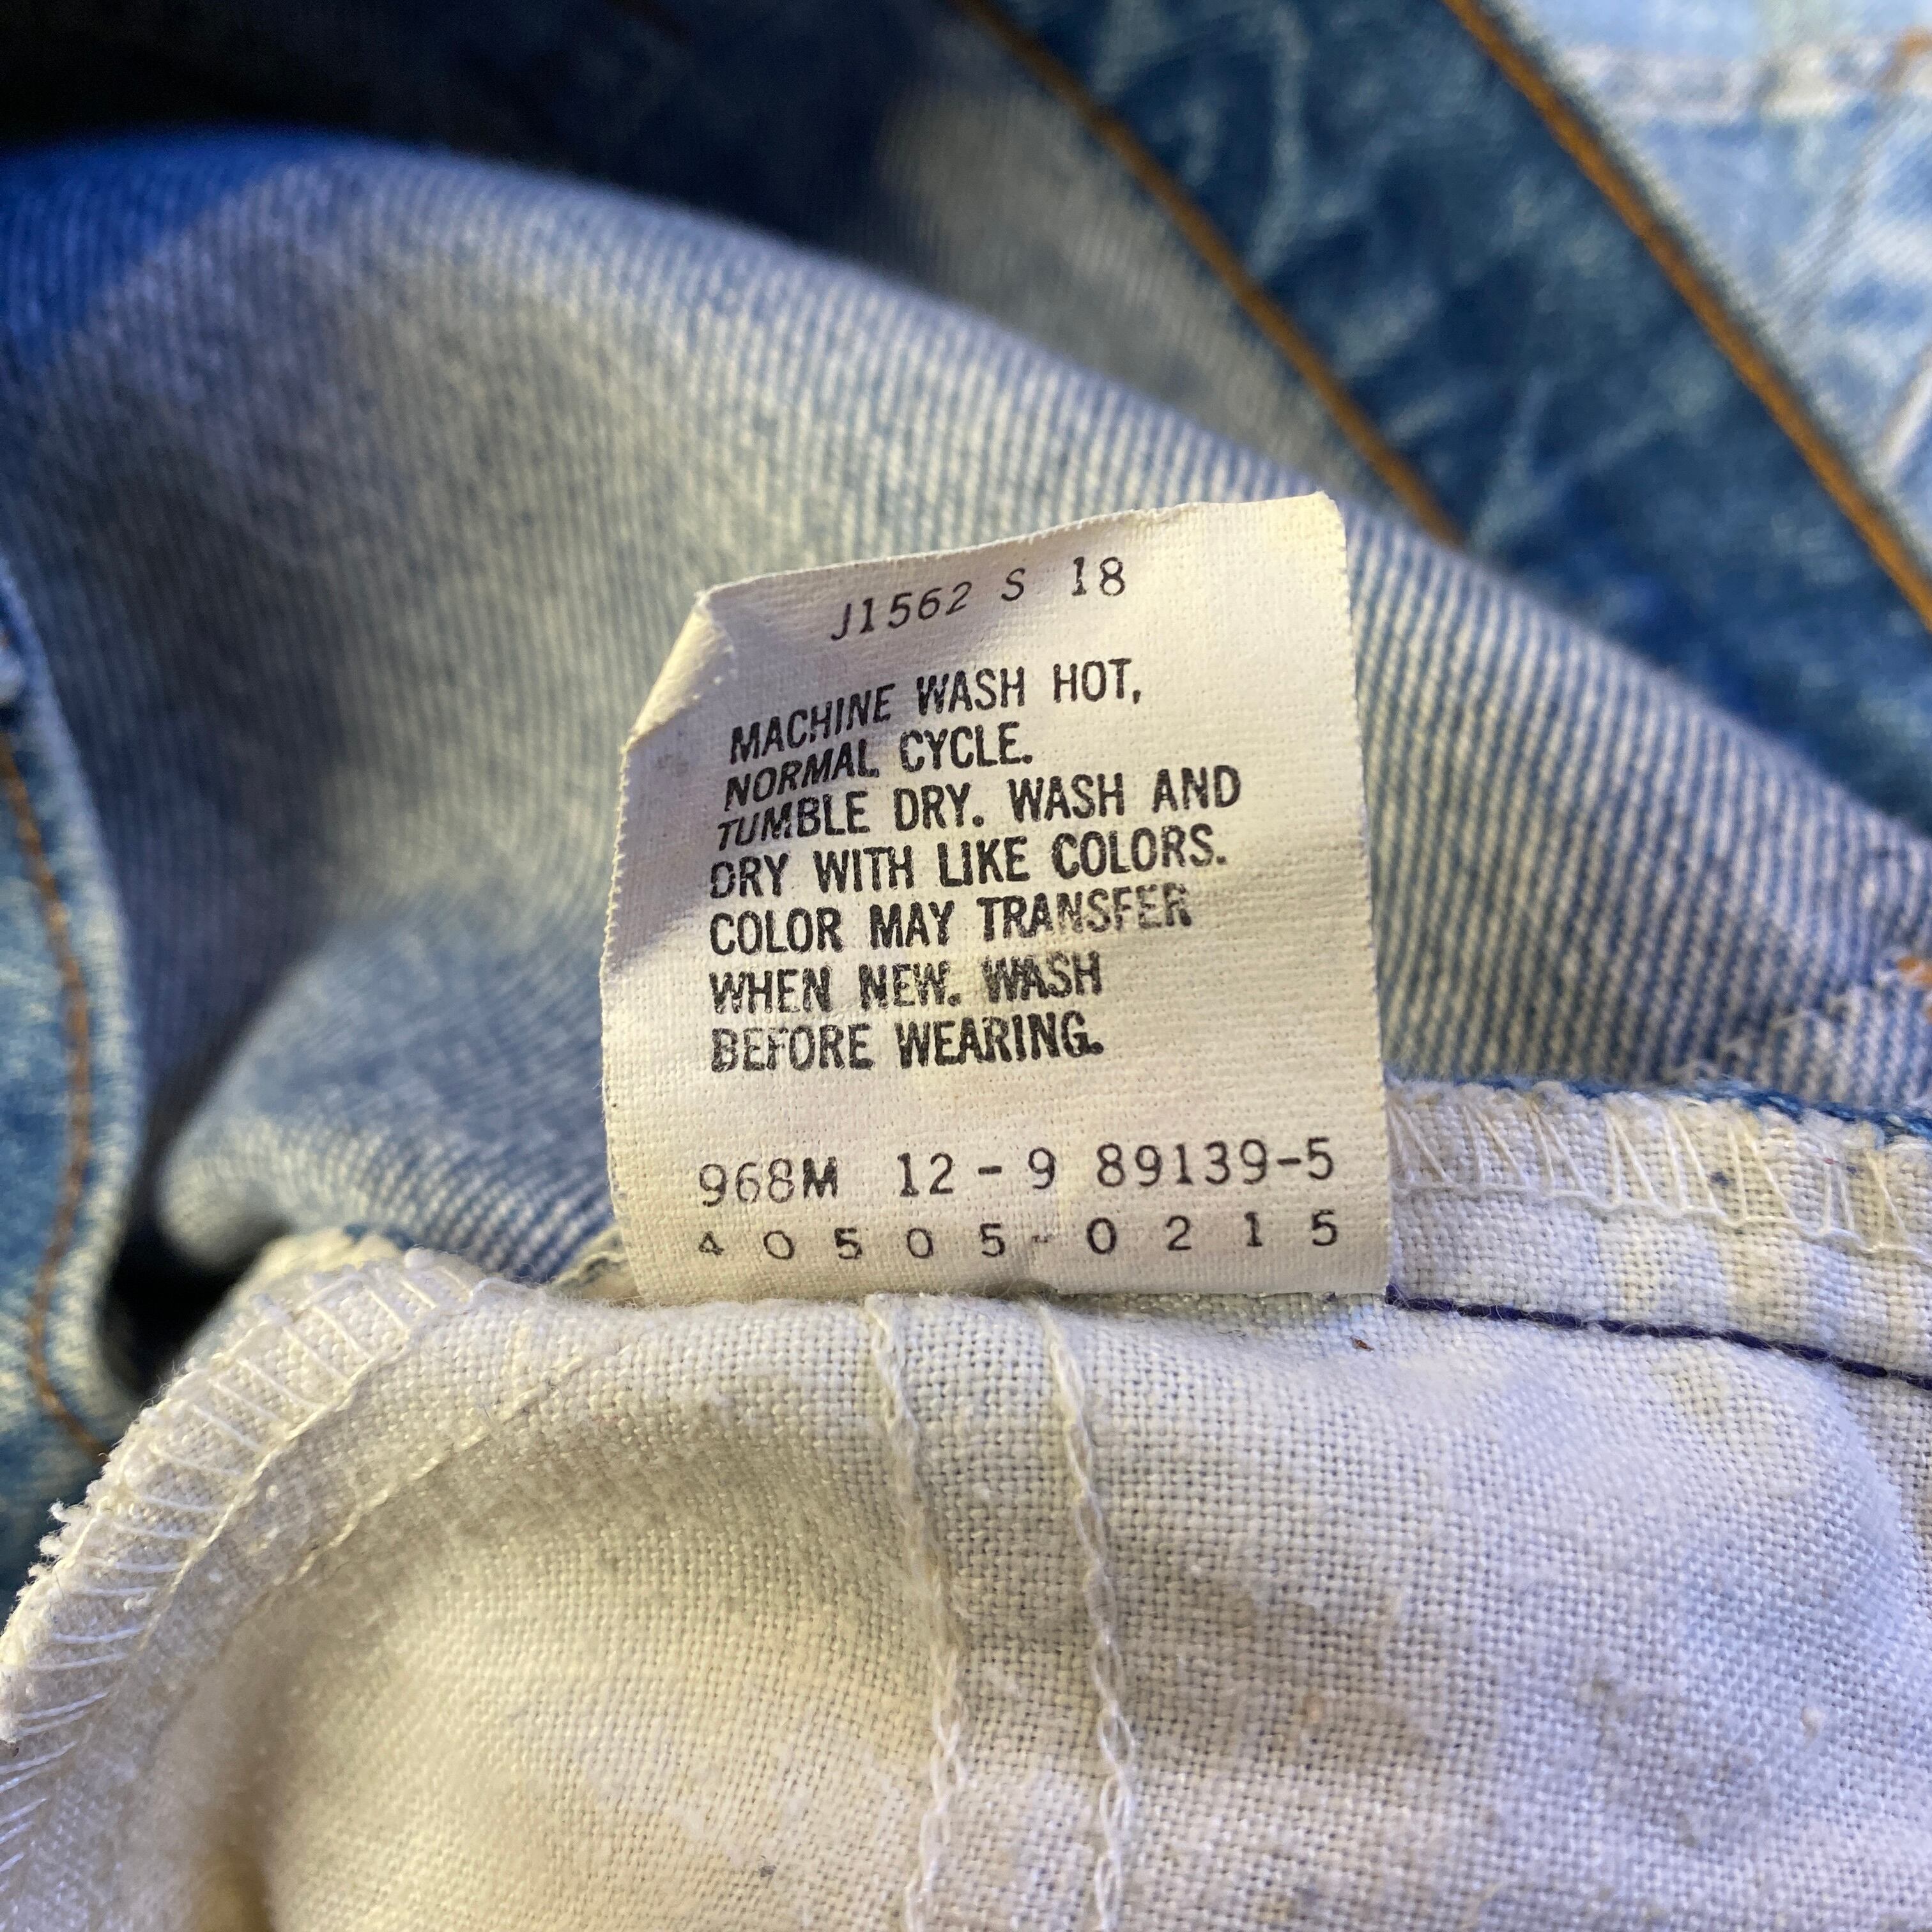 J1562 S 18
MACHINE WASH HOT,
NORMAL CYCLE.
TUMBLE DRY. WASH AND
DRY WITH LIKE COLORS.
COLOR MAY TRANSFER
WHEN NEW. WASH
BEFORE WEARING.
968M 12-9 89139-5
40505-0215